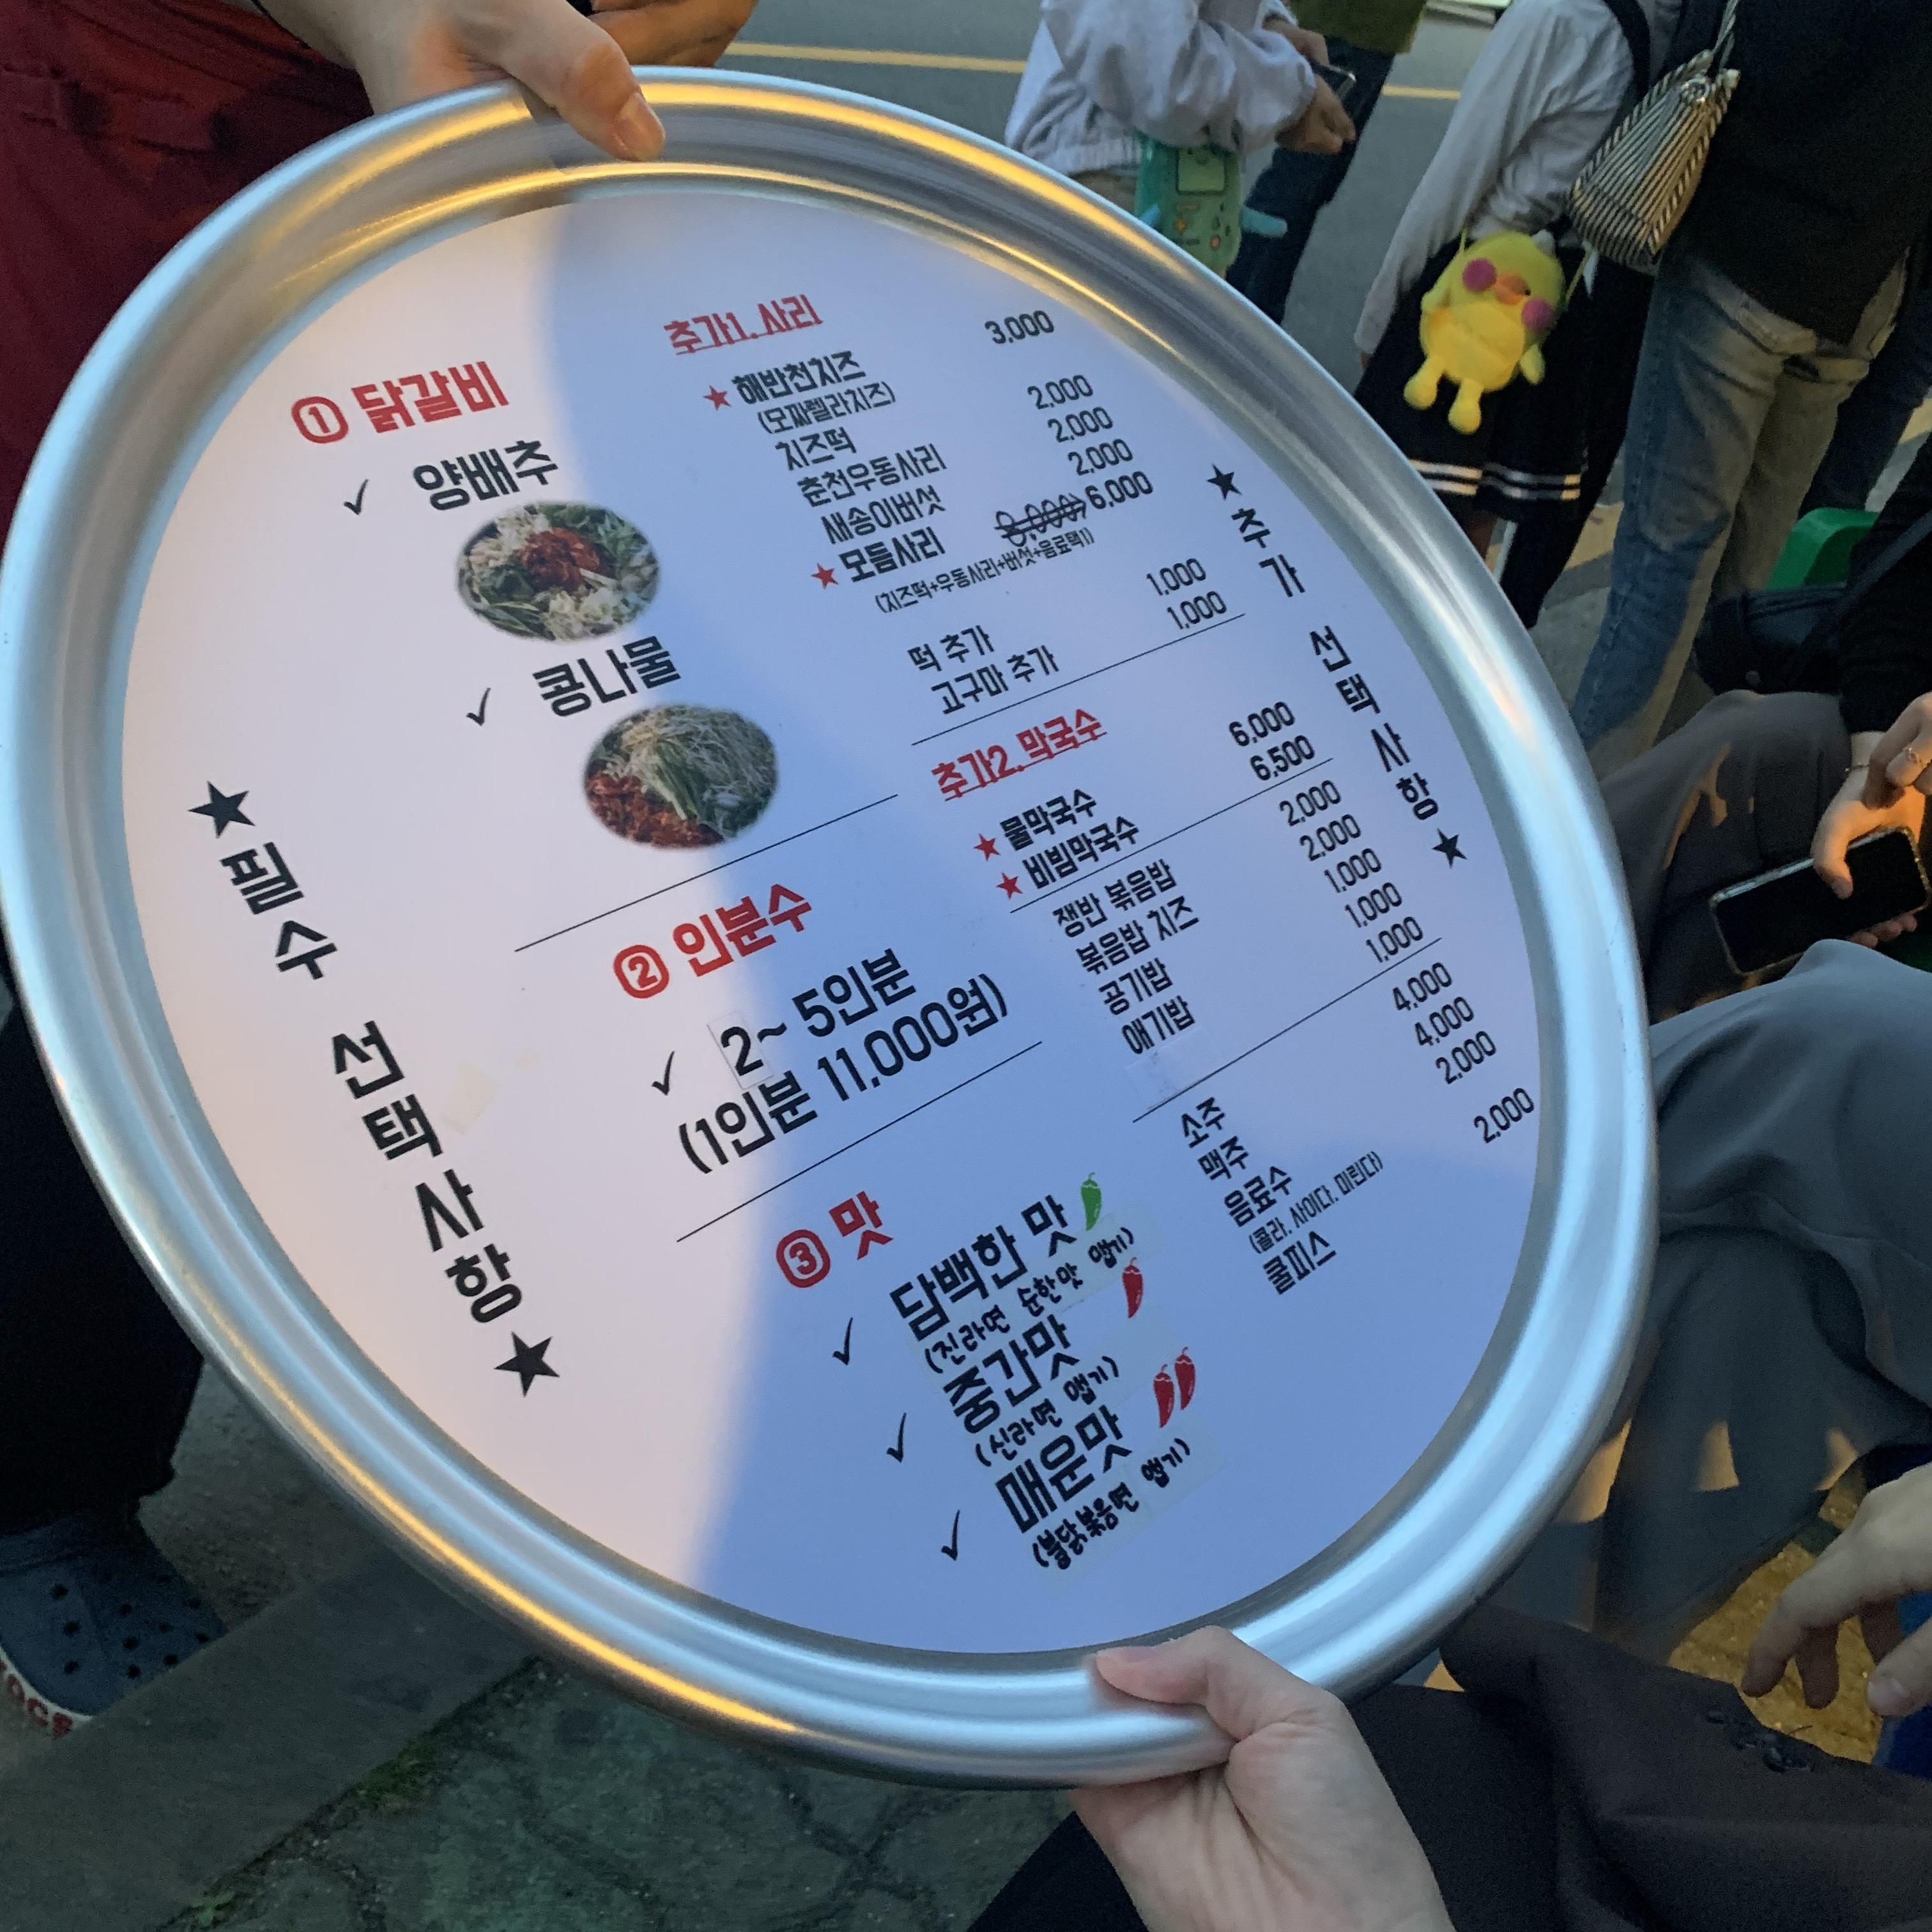 ★ 필수 선택사항 ★
① 닭갈비
✓ 양배추
✓ 콩나물
② 인분수
✓ 2~ 5인분
(1인분 11,000원)
③ 맛
✓ 담백한 맛
(진라면 순한맛 맵기)
✓ 중간맛
(신라면 맵기)
✓ 매운맛
(불닭볶음면 맵기)
★ 추가 선택사항 ★
추가1. 사리
★ 해반천치즈 3,000
(모짜렐라치즈)
치즈떡 2,000
춘천우동사리 2,000
새송이버섯 2,000
★ 모듬사리 8,000) 6,000
(치즈떡+우동사리+버섯+음료택1)
떡 추가 1,000
고구마 추가 1,000
추가2. 막국수
★ 물막국수 6,000
★ 비빔막국수 6,500
쟁반 볶음밥 2,000
볶음밥 치즈 2,000
공기밥 1,000
애기밥 1,000
1,000
소주 4,000
맥주 4,000
음료수 2,000
(콜라, 사이다, 미린다)
쿨피스 2,000